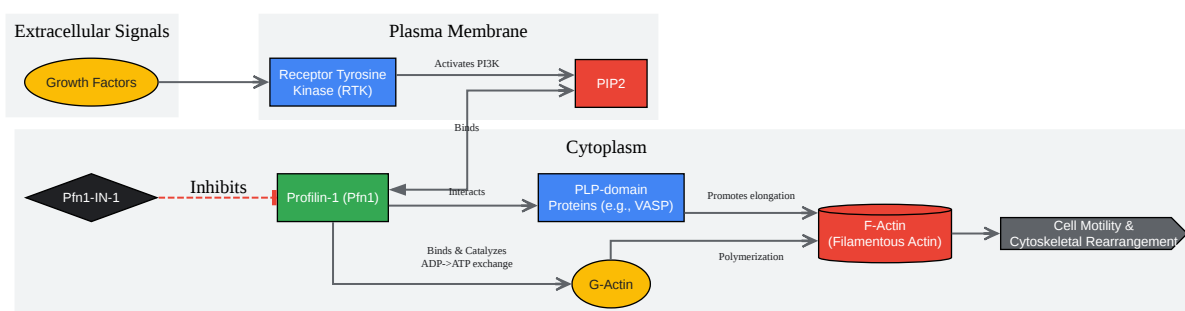 Extracellular Signals
Plasma Membrane
Growth Factors
Receptor Tyrosine
Kinase (RTK)
Activates PI3K
PIP2
Binds
Cytoplasm
Pfn1-IN-1
Inhibits
Profilin-1 (Pfn1)
Interacts
PLP-domain
Proteins (e.g., VASP)
Promotes elongation
F-Actin
(Filamentous Actin)
Cell Motility &
Cytoskeletal Rearrangement
Binds & Catalyzes
ADP->ATP exchange
G-Actin
Polymerization